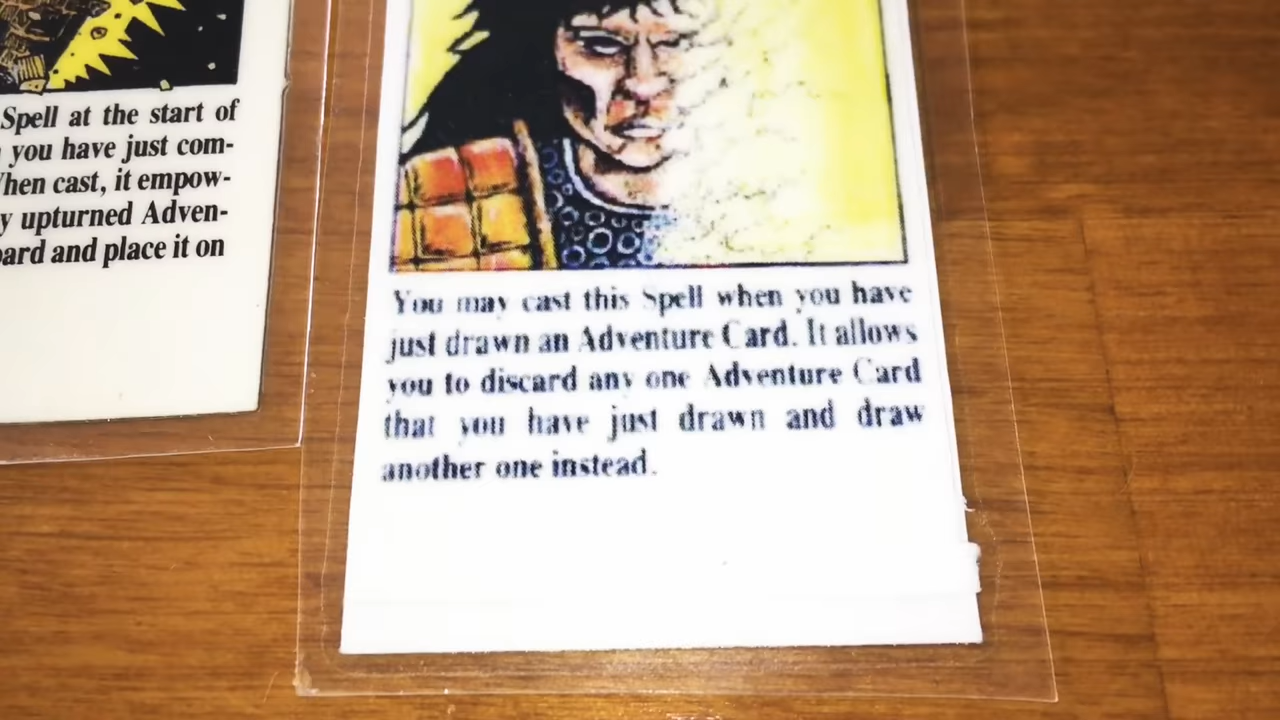 Spell at the start of
you have just com-
hen cast, it empow-
y upturned Adven-
ard and place it on
You may cast this Spell when you have
just drawn an Adventure Card. It allows
you to discard any one Adventure Card
that you have just drawn and draw
another one instead.